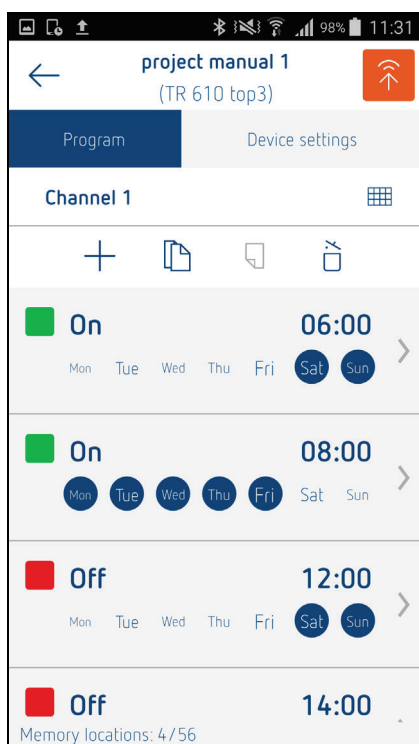 98% 11:31
project manual 1
(TR 610 top3)
Program Device settings
Channel 1
On 06:00
Mon Tue Wed Thu Fri Sat Sun
On 08:00
Mon Tue Wed Thu Fri Sat Sun
Off 12:00
Mon Tue Wed Thu Fri Sat Sun
Off 14:00
Memory locations: 4/56